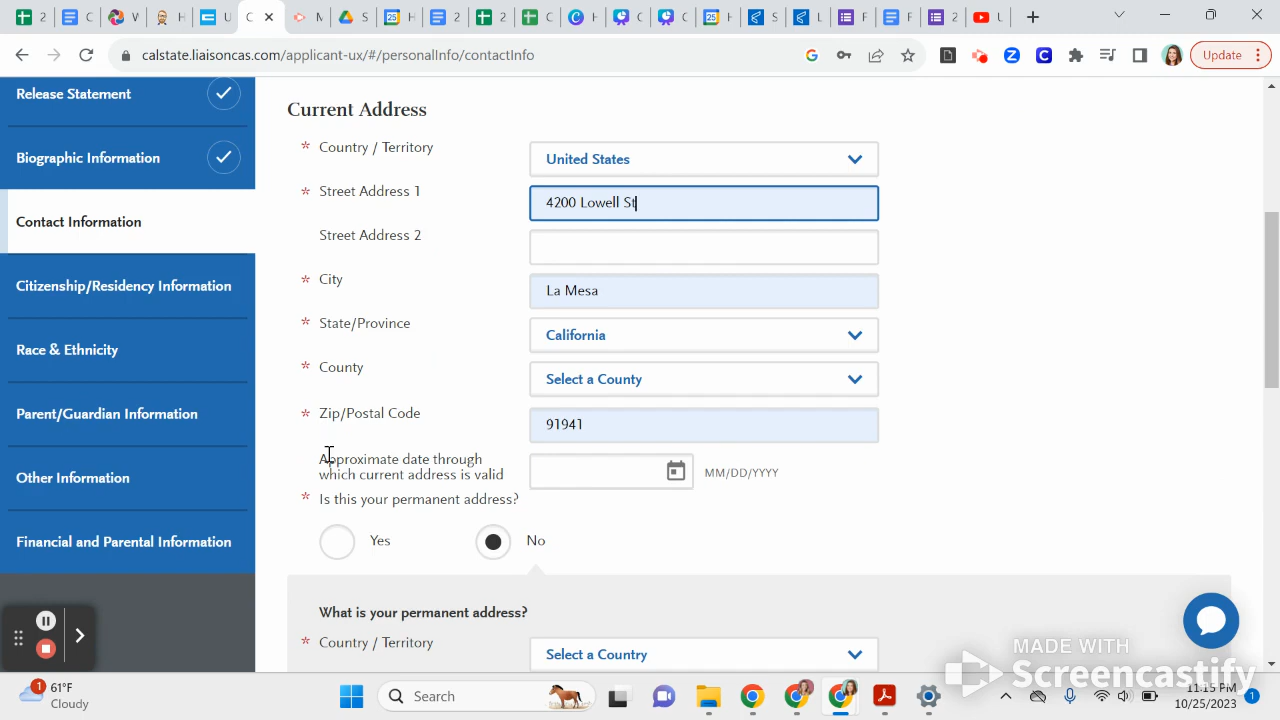 calstate.liaisoncas.com/applicant-ux/#/personalInfo/contactInfo
Update
Release Statement
Biographic Information
Contact Information
Citizenship/Residency Information
Race & Ethnicity
Parent/Guardian Information
Other Information
Financial and Parental Information
Current Address
* Country / Territory
United States
* Street Address 1
4200 Lowell St
Street Address 2
* City
La Mesa
* State/Province
California
* County
Select a County
* Zip/Postal Code
91941
Approximate date through
which current address is valid
MM/DD/YYYY
* Is this your permanent address?
Yes
No
What is your permanent address?
* Country / Territory
Select a Country
MADE WITH
Screencastify
1
61°F
Cloudy
Search
11:15 PM
10/25/2023
1